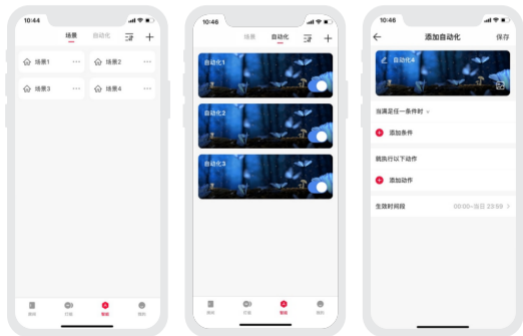 10:44
场景 自动化
场景1
场景2
场景3
场景4
智能
10:46
场景 自动化
自动化1
自动化2
自动化3
智能
10:46
添加自动化 保存
自动化4
当满足任一条件时
添加条件
就执行以下动作
添加动作
生效时间段 00:00~当日 23:59